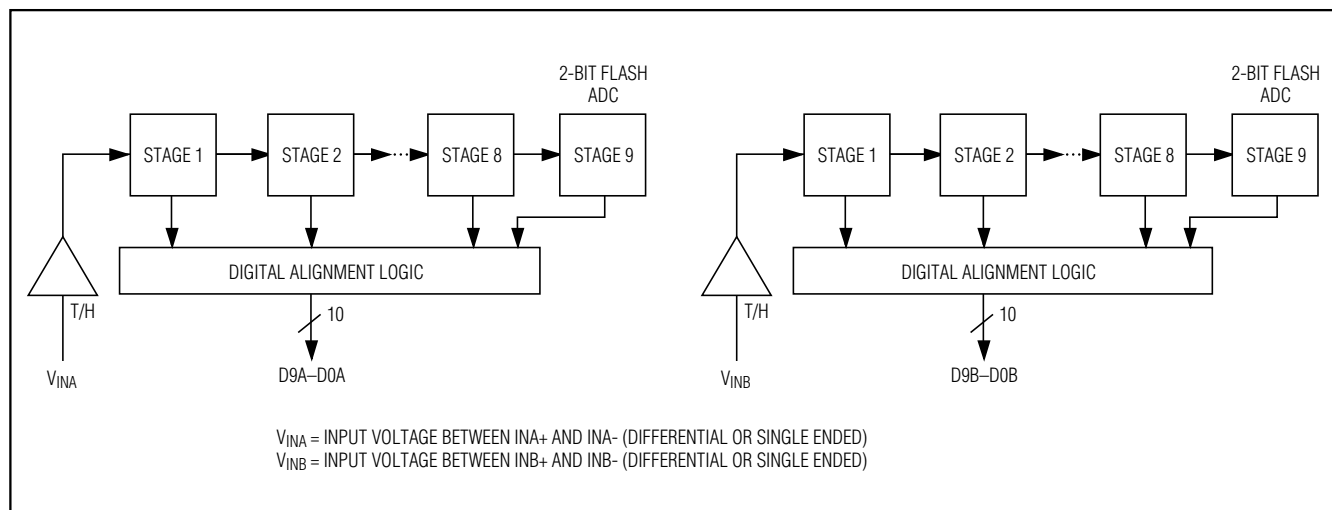 2-BIT FLASH
ADC
STAGE 1
STAGE 2
STAGE 8
STAGE 9
DIGITAL ALIGNMENT LOGIC
T/H
10
VINA
D9A–D0A
2-BIT FLASH
ADC
STAGE 1
STAGE 2
STAGE 8
STAGE 9
DIGITAL ALIGNMENT LOGIC
T/H
10
VINB
D9B–D0B
VINA = INPUT VOLTAGE BETWEEN INA+ AND INA- (DIFFERENTIAL OR SINGLE ENDED)
VINB = INPUT VOLTAGE BETWEEN INB+ AND INB- (DIFFERENTIAL OR SINGLE ENDED)